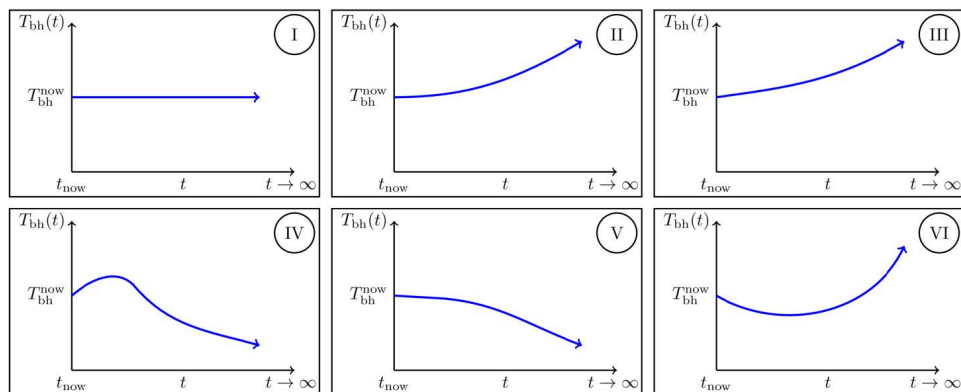 T_bh(t) I
T_bh^now
t_now t t → ∞
T_bh(t) II
T_bh^now
t_now t t → ∞
T_bh(t) III
T_bh^now
t_now t t → ∞
T_bh(t) IV
T_bh^now
t_now t t → ∞
T_bh(t) V
T_bh^now
t_now t t → ∞
T_bh(t) VI
T_bh^now
t_now t t → ∞